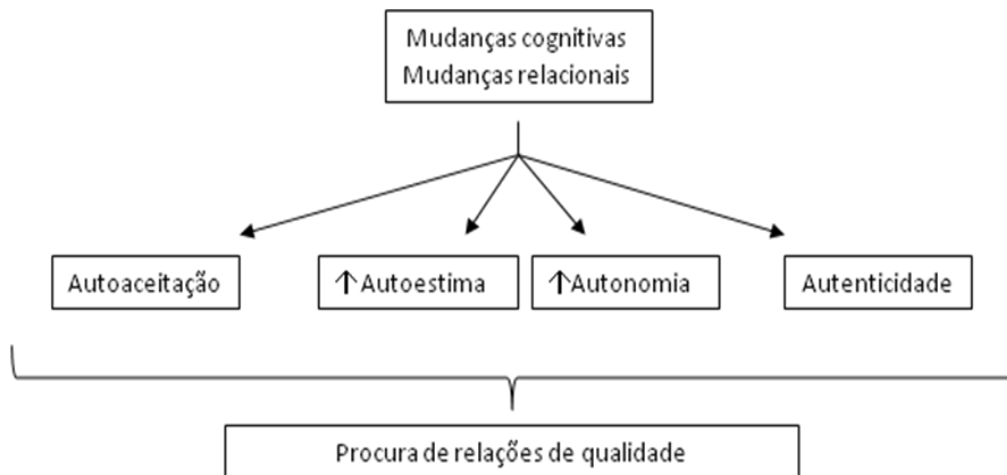 Mudanças cognitivas
Mudanças relacionais
Autoaceitação
↑Autoestima
↑Autonomia
Autenticidade
Procura de relações de qualidade